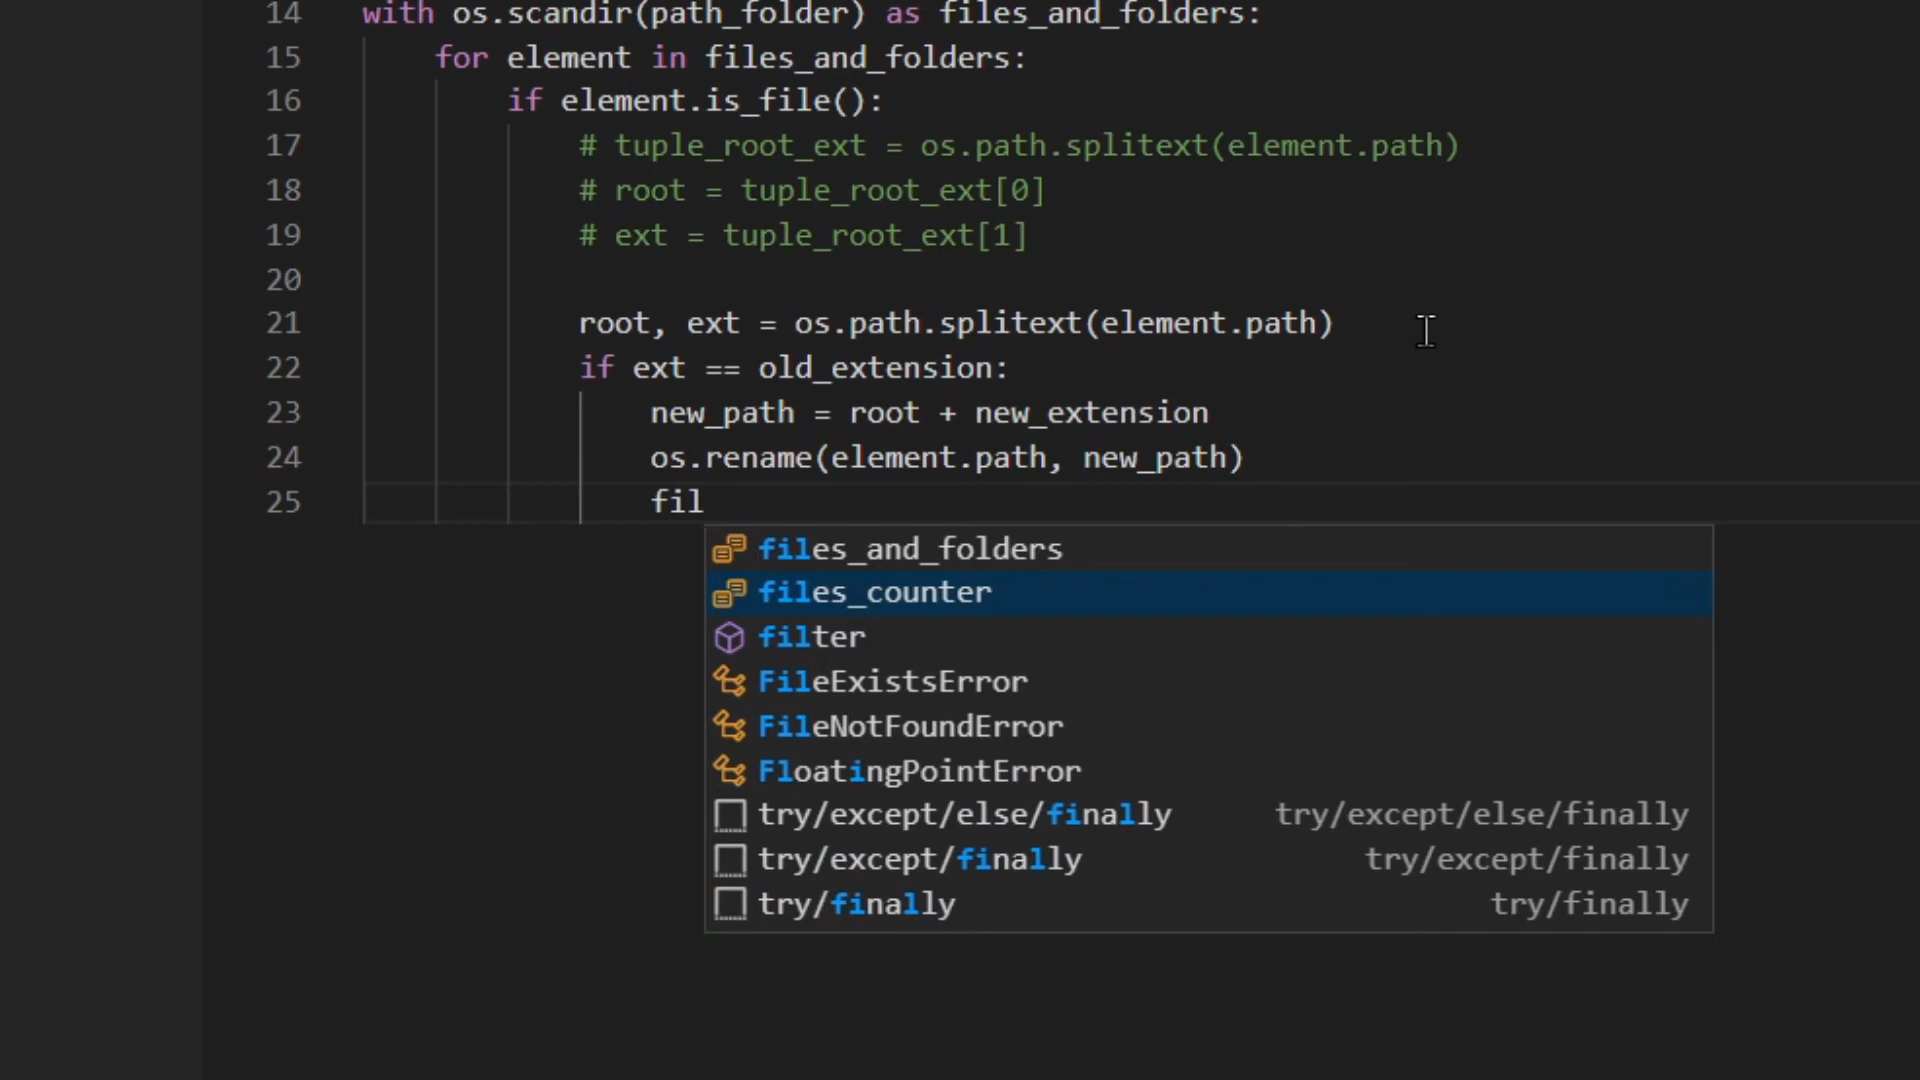 14 with os.scandir(path_folder) as files_and_folders:
15 for element in files_and_folders:
16 if element.is_file():
17 # tuple_root_ext = os.path.splitext(element.path)
18 # root = tuple_root_ext[0]
19 # ext = tuple_root_ext[1]
20
21 root, ext = os.path.splitext(element.path)
22 if ext == old_extension:
23 new_path = root + new_extension
24 os.rename(element.path, new_path)
25 fil
files_and_folders
files_counter
filter
FileExistsError
FileNotFoundError
FloatingPointError
try/except/else/finally try/except/else/finally
try/except/finally try/except/finally
try/finally try/finally